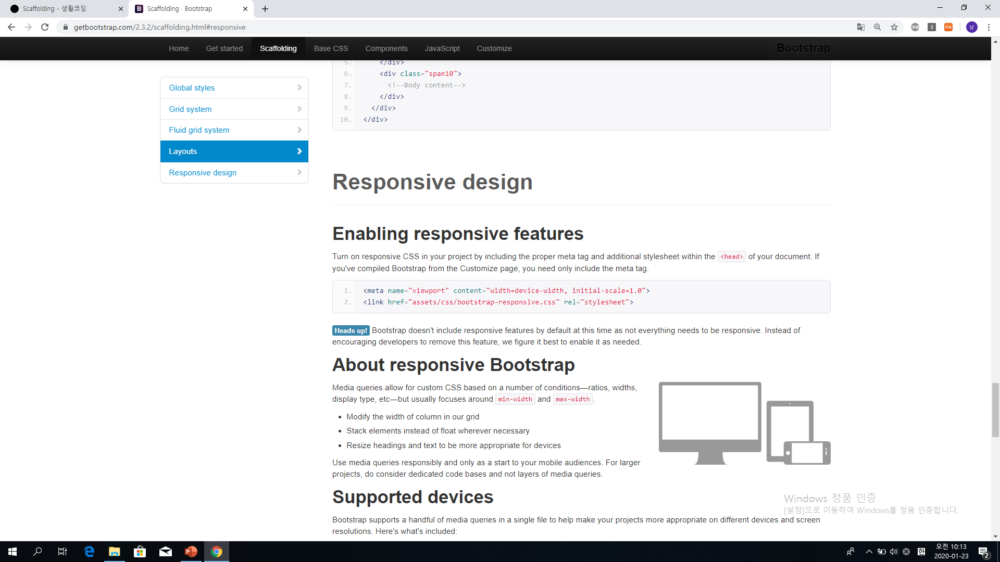 Scaffolding - 생활코딩
Scaffolding · Bootstrap
getbootstrap.com/2.3.2/scaffolding.html#responsive
ONE
남
Home Get started Scaffolding Base CSS Components JavaScript Customize Bootstrap
Global styles
Grid system
Fluid grid system
Layouts
Responsive design
5. </div>
6. <div class="span10">
7. <!--Body content-->
8. </div>
9. </div>
10. </div>
Responsive design
Enabling responsive features
Turn on responsive CSS in your project by including the proper meta tag and additional stylesheet within the <head> of your document. If
you've compiled Bootstrap from the Customize page, you need only include the meta tag.
1. <meta name="viewport" content="width=device-width, initial-scale=1.0">
2. <link href="assets/css/bootstrap-responsive.css" rel="stylesheet">
Heads up! Bootstrap doesn't include responsive features by default at this time as not everything needs to be responsive. Instead of
encouraging developers to remove this feature, we figure it best to enable it as needed.
About responsive Bootstrap
Media queries allow for custom CSS based on a number of conditions—ratios, widths,
display type, etc—but usually focuses around min-width and max-width.
• Modify the width of column in our grid
• Stack elements instead of float wherever necessary
• Resize headings and text to be more appropriate for devices
Use media queries responsibly and only as a start to your mobile audiences. For larger
projects, do consider dedicated code bases and not layers of media queries.
Supported devices
Bootstrap supports a handful of media queries in a single file to help make your projects more appropriate on different devices and screen
resolutions. Here's what's included:
Windows 정품 인증
[설정]으로 이동하여 Windows를 정품 인증합니다.
한
오전 10:13
2020-01-23
2